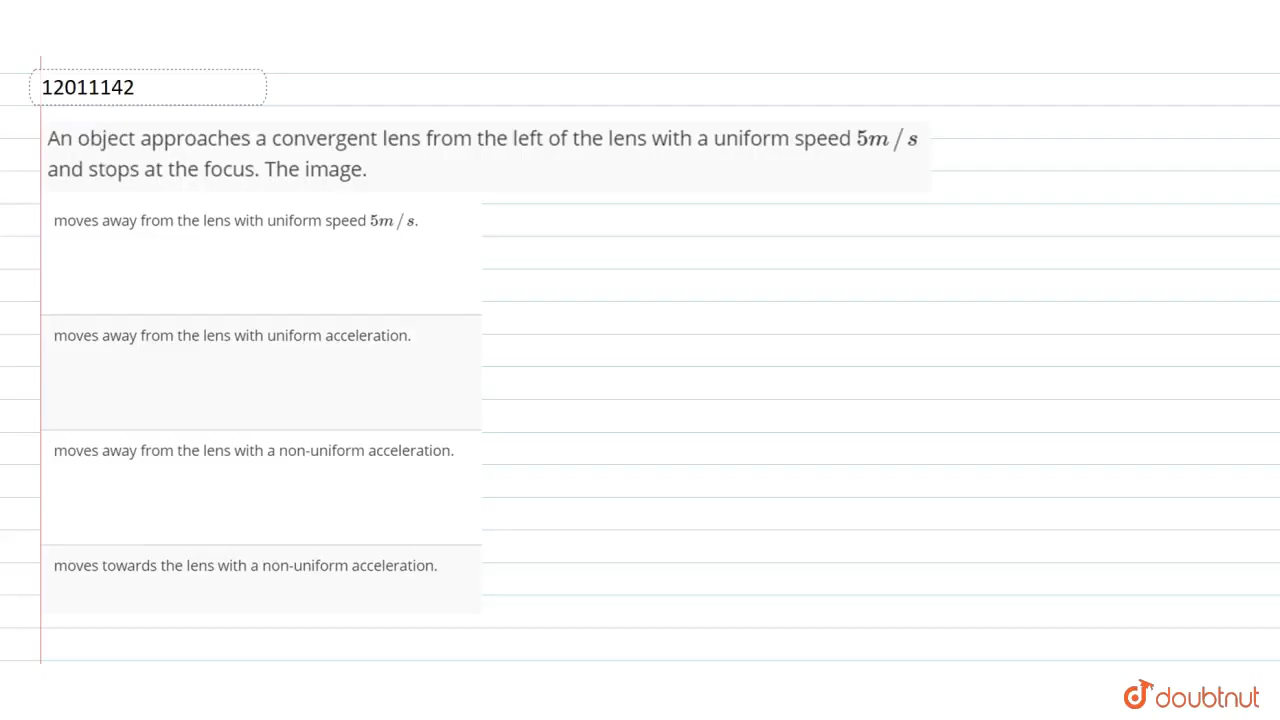 12011142
An object approaches a convergent lens from the left of the lens with a uniform speed 5m/s
and stops at the focus. The image.
moves away from the lens with uniform speed 5m/s.
moves away from the lens with uniform acceleration.
moves away from the lens with a non-uniform acceleration.
moves towards the lens with a non-uniform acceleration.
doubtnut